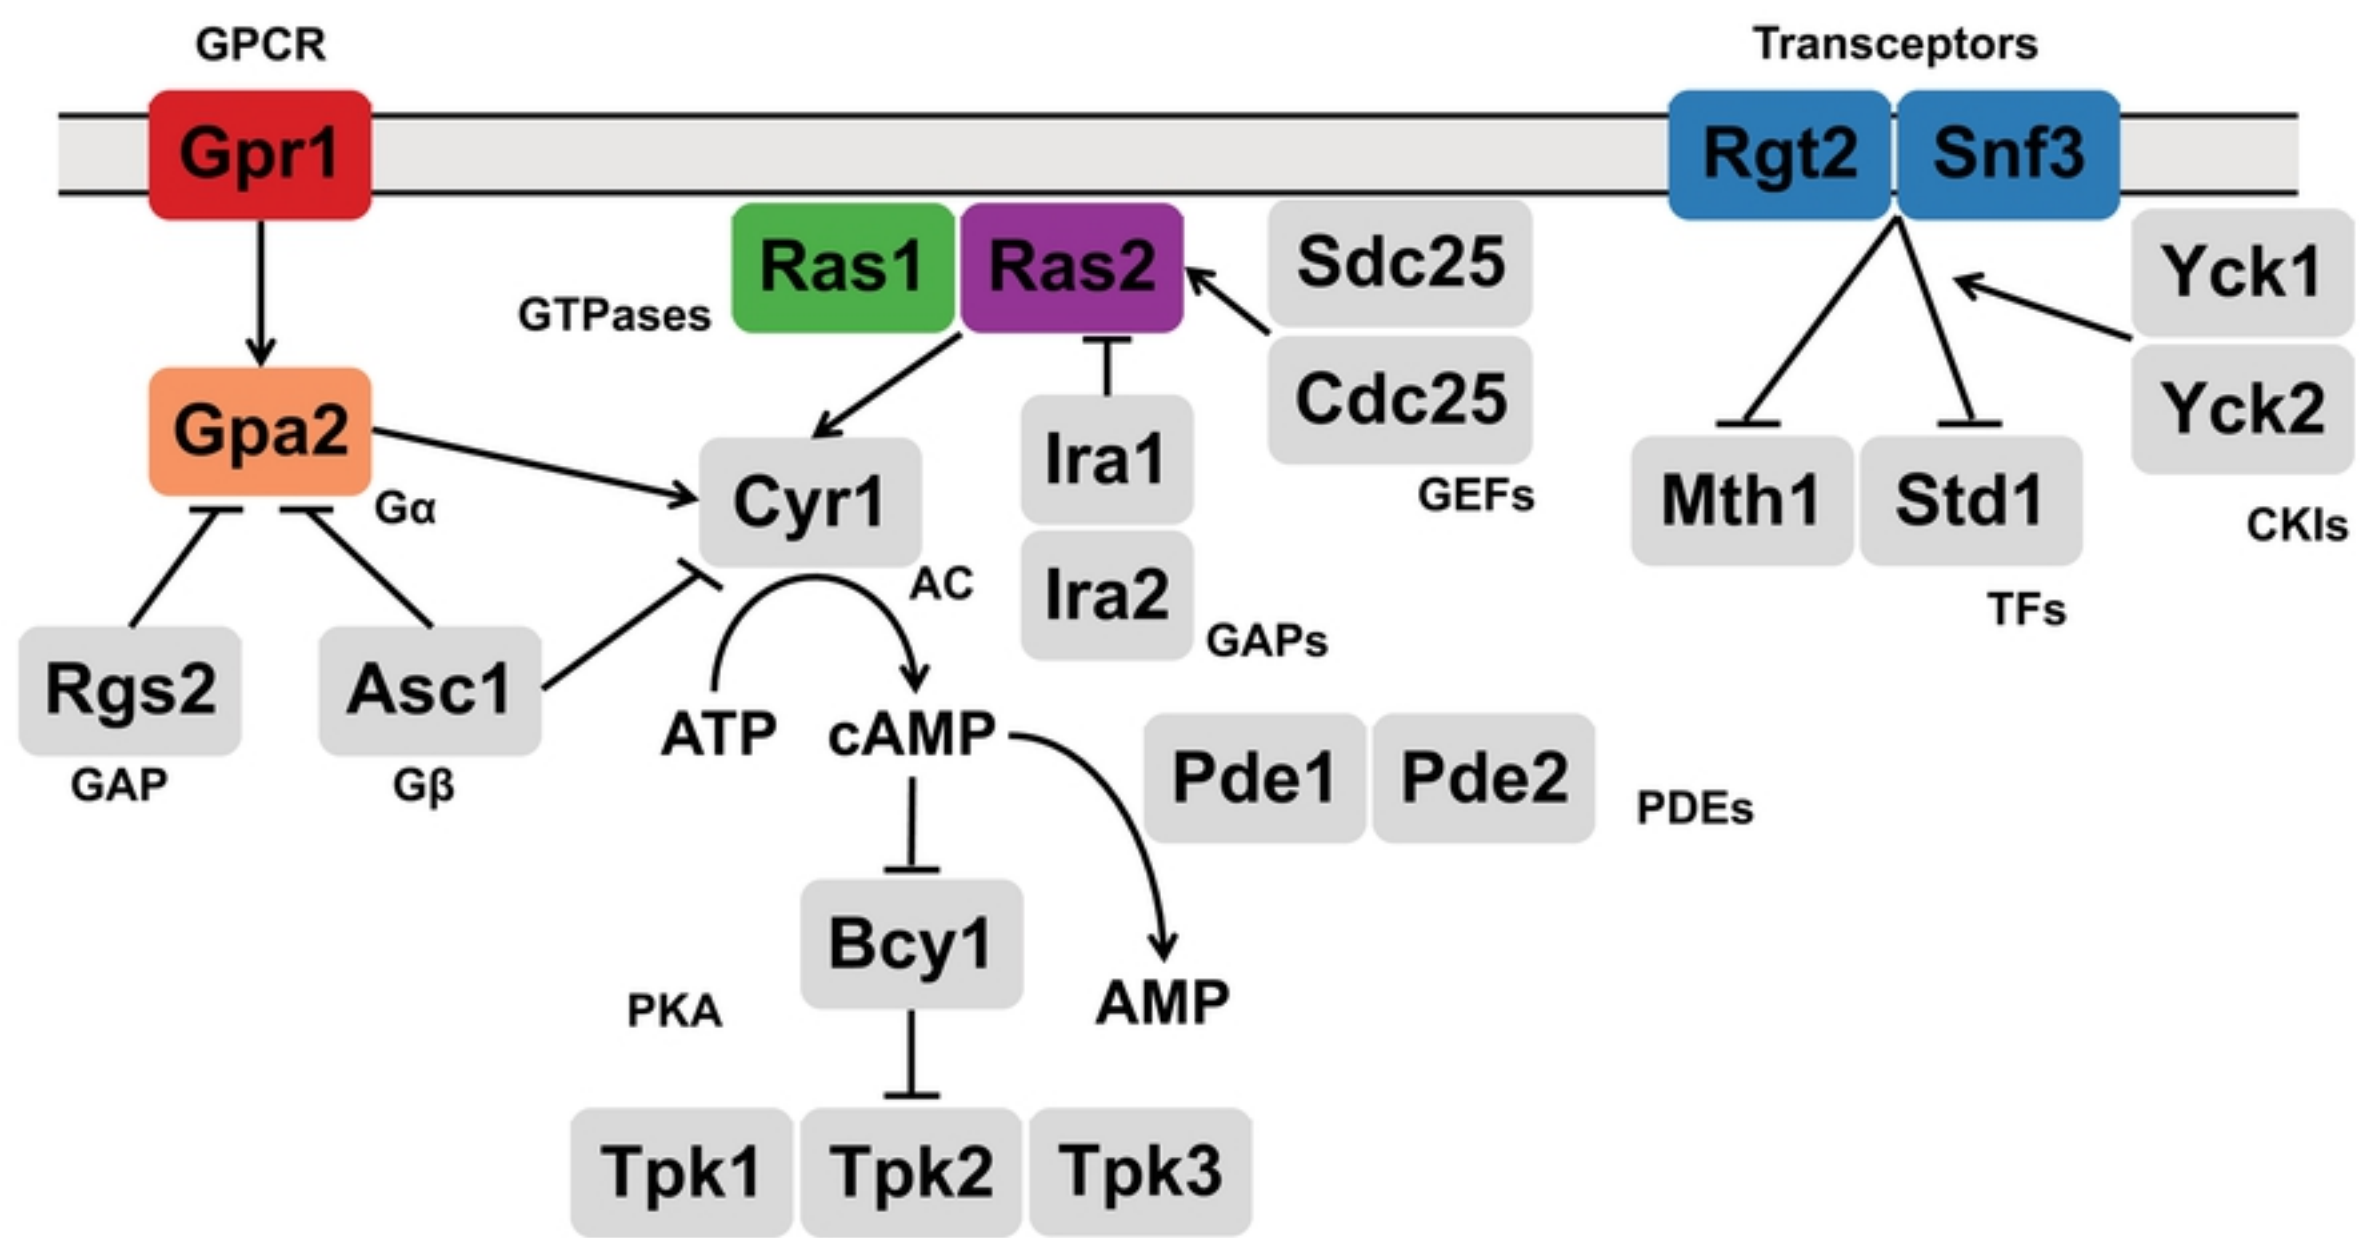 GPCR
Transceptors
Gpr1
Rgt2
Snf3
Ras1
Ras2
Sdc25
Yck1
GTPases
Gpa2
Cdc25
Yck2
Gα
Cyr1
Ira1
GEFs
Mth1
Std1
CKIs
AC
Ira2
GAPs
TFs
Rgs2
Asc1
ATP
cAMP
Pde1
Pde2
PDEs
GAP
Gβ
Bcy1
PKA
AMP
Tpk1
Tpk2
Tpk3